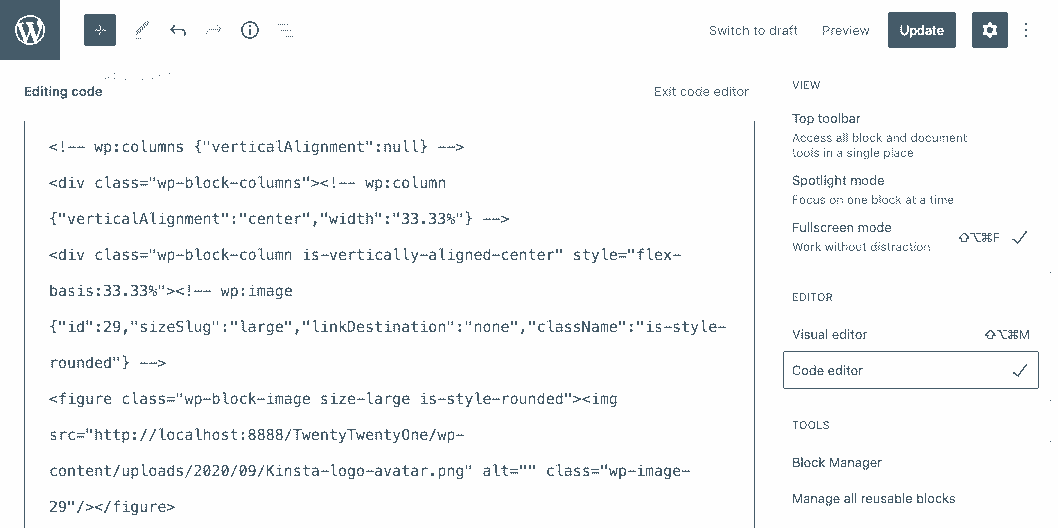 Switch to draft
Preview
Update
Editing code
Exit code editor
<!-- wp:columns {"verticalAlignment":null} -->
<div class="wp-block-columns"><!-- wp:column
{"verticalAlignment":"center","width":"33.33%"} -->
<div class="wp-block-column is-vertically-aligned-center" style="flex-
basis:33.33%"><!-- wp:image
{"id":29,"sizeSlug":"large","linkDestination":"none","className":"is-style-
rounded"} -->
<figure class="wp-block-image size-large is-style-rounded"><img
src="http://localhost:8888/TwentyTwentyOne/wp-
content/uploads/2020/09/Kinsta-logo-avatar.png" alt="" class="wp-image-
29"/></figure>
VIEW
Top toolbar
Access all block and document
tools in a single place
Spotlight mode
Focus on one block at a time
Fullscreen mode
Work without distraction
⇧⌥⌘F
EDITOR
Visual editor
⇧⌥⌘M
Code editor
TOOLS
Block Manager
Manage all reusable blocks